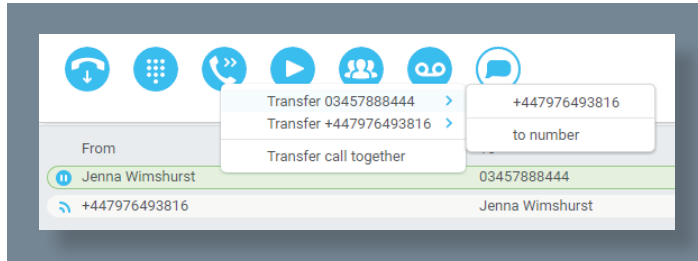 Transfer 03457888444
+447976493816
Transfer +447976493816
to number
Transfer call together
From
Jenna Wimshurst
03457888444
+447976493816
Jenna Wimshurst